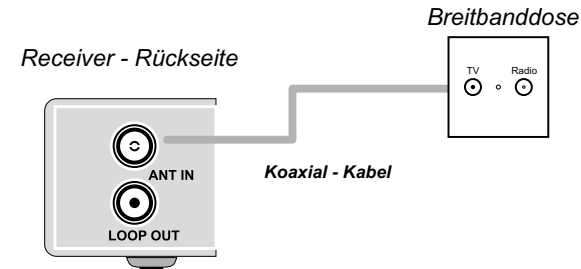 Breitbanddose
Receiver - Rückseite
TV Radio
ANT IN
Koaxial - Kabel
LOOP OUT